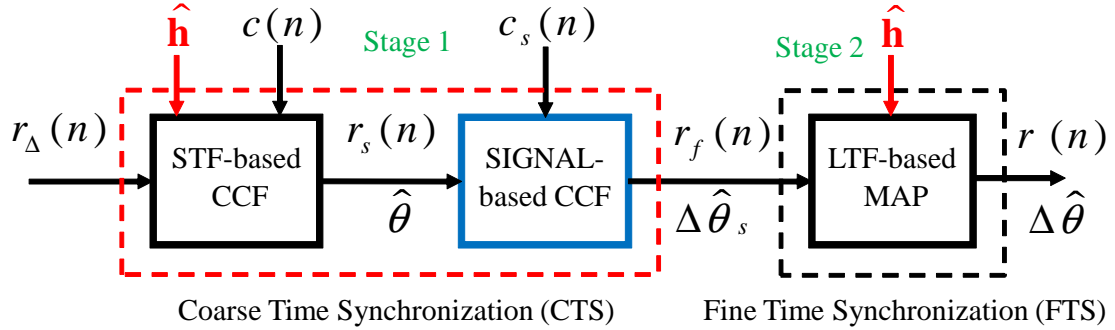 ĥ c(n) Stage 1 c_s(n) Stage 2 ĥ
r_Δ(n) STF-based CCF r_s(n) SIGNAL-based CCF r_f(n) LTF-based MAP r(n)
θ̂ Δθ̂_s Δθ̂
Coarse Time Synchronization (CTS) Fine Time Synchronization (FTS)